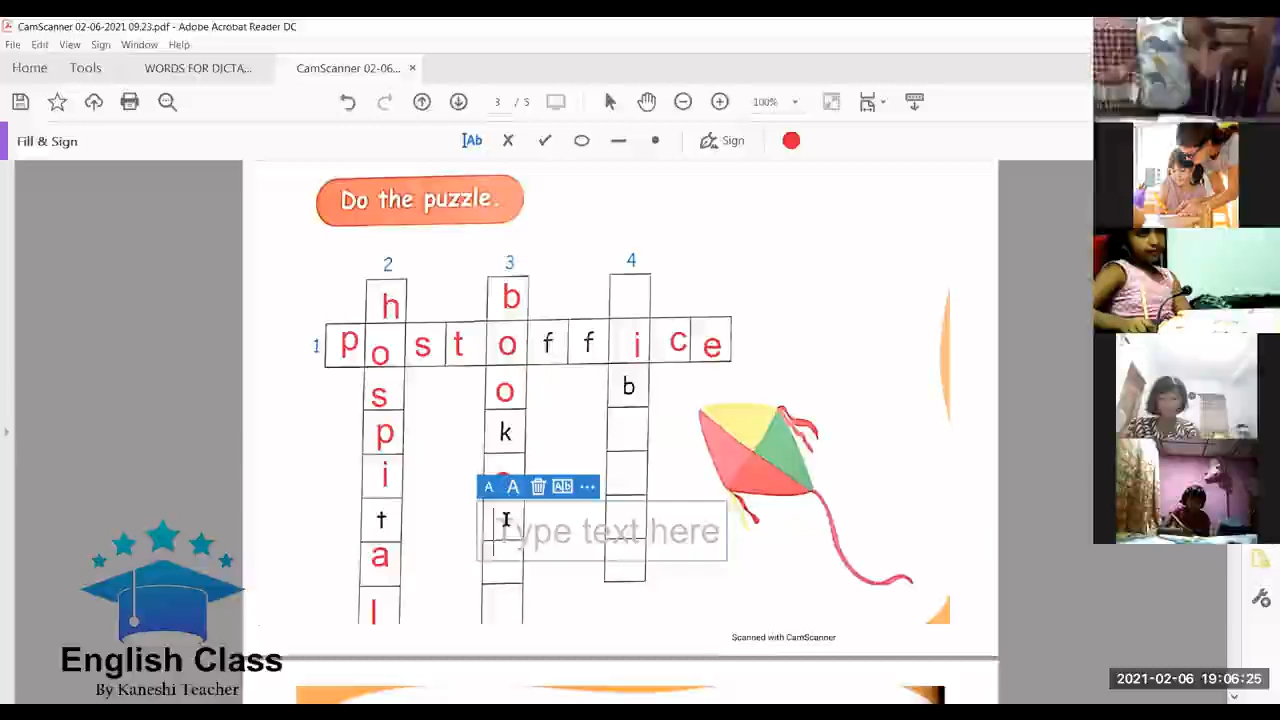 CamScanner 02-06-2021 09.23.pdf - Adobe Acrobat Reader DC
File Edit View Sign Window Help
Home Tools WORDS FOR DICTA... CamScanner 02-06... ×
3 / 5 100%
Fill & Sign Ab Sign
Do the puzzle.
2 3 4
h b
1 p o s t o f f i c e
s o b
p k
i
A A Ab ...
t Type text here
a
l
Scanned with CamScanner
English Class
By Kaneshi Teacher
2021-02-06 19:06:25